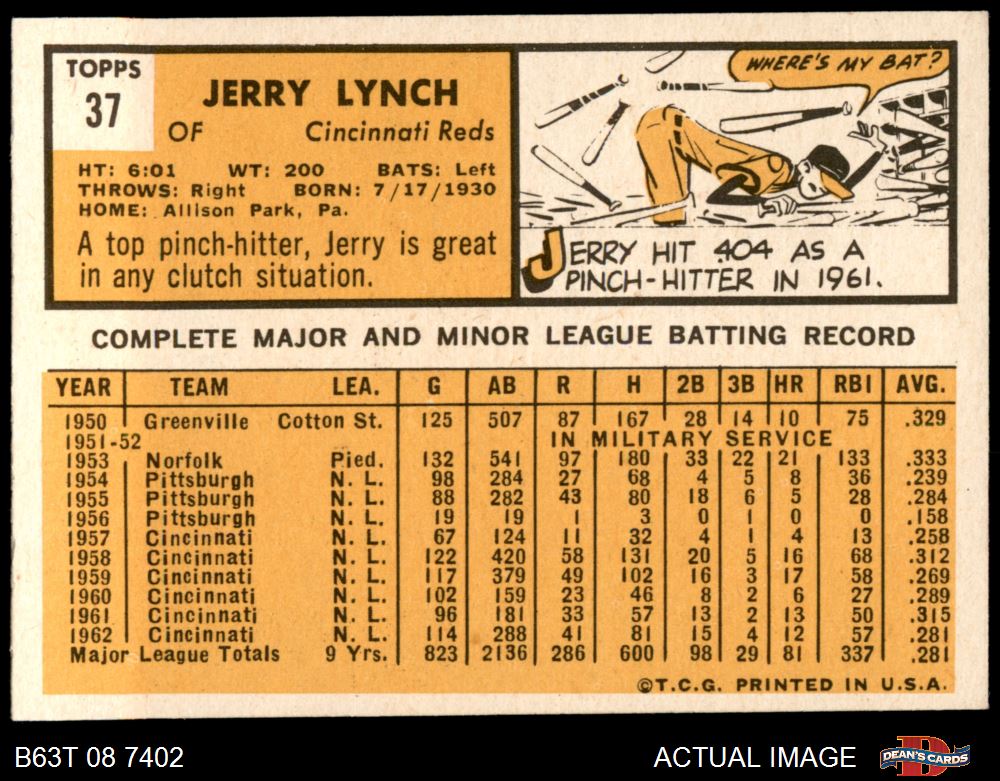 TOPPS
37
JERRY LYNCH
OF Cincinnati Reds
HT: 6:01 WT: 200 BATS: Left
THROWS: Right BORN: 7/17/1930
HOME: Allison Park, Pa.
A top pinch-hitter, Jerry is great
in any clutch situation.
WHERE'S MY BAT?
JERRY HIT .404 AS A
PINCH-HITTER IN 1961.
COMPLETE MAJOR AND MINOR LEAGUE BATTING RECORD
YEAR TEAM LEA. G AB R H 2B 3B HR RBI AVG.
1950 Greenville Cotton St. 125 507 87 167 28 14 10 75 .329
1951-52 IN MILITARY SERVICE
1953 Norfolk Pied. 132 541 97 180 33 22 21 133 .333
1954 Pittsburgh N. L. 98 284 27 68 4 5 8 36 .239
1955 Pittsburgh N. L. 88 282 43 80 18 6 5 28 .284
1956 Pittsburgh N. L. 19 19 1 3 0 1 0 0 .158
1957 Cincinnati N. L. 67 124 11 32 4 1 4 13 .258
1958 Cincinnati N. L. 122 420 58 131 20 5 16 68 .312
1959 Cincinnati N. L. 117 379 49 102 16 3 17 58 .269
1960 Cincinnati N. L. 102 159 23 46 8 2 6 27 .289
1961 Cincinnati N. L. 96 181 33 57 13 2 13 50 .315
1962 Cincinnati N. L. 114 288 41 81 15 4 12 57 .281
Major League Totals 9 Yrs. 823 2136 286 600 98 29 81 337 .281
©T.C.G. PRINTED IN U.S.A.
B63T 08 7402 ACTUAL IMAGE DEAN'S CARDS